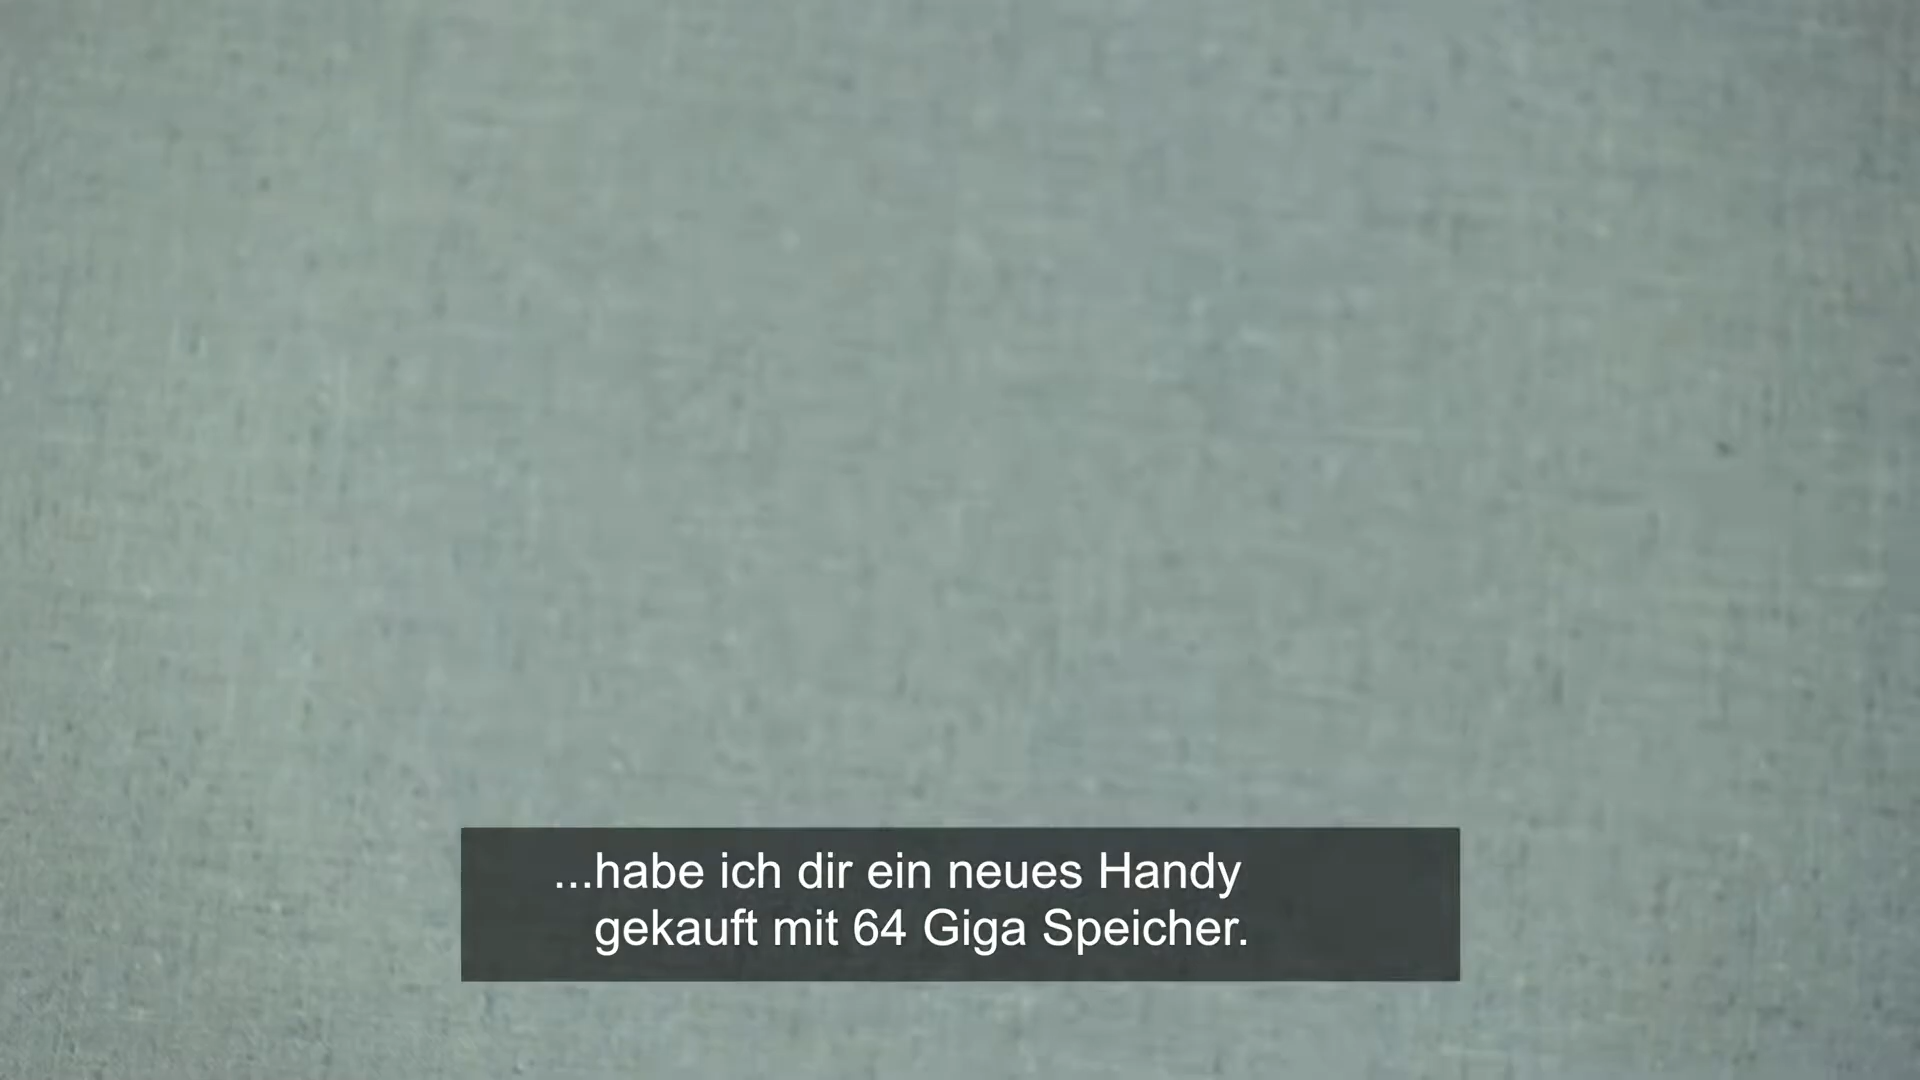 ...habe ich dir ein neues Handy
gekauft mit 64 Giga Speicher.